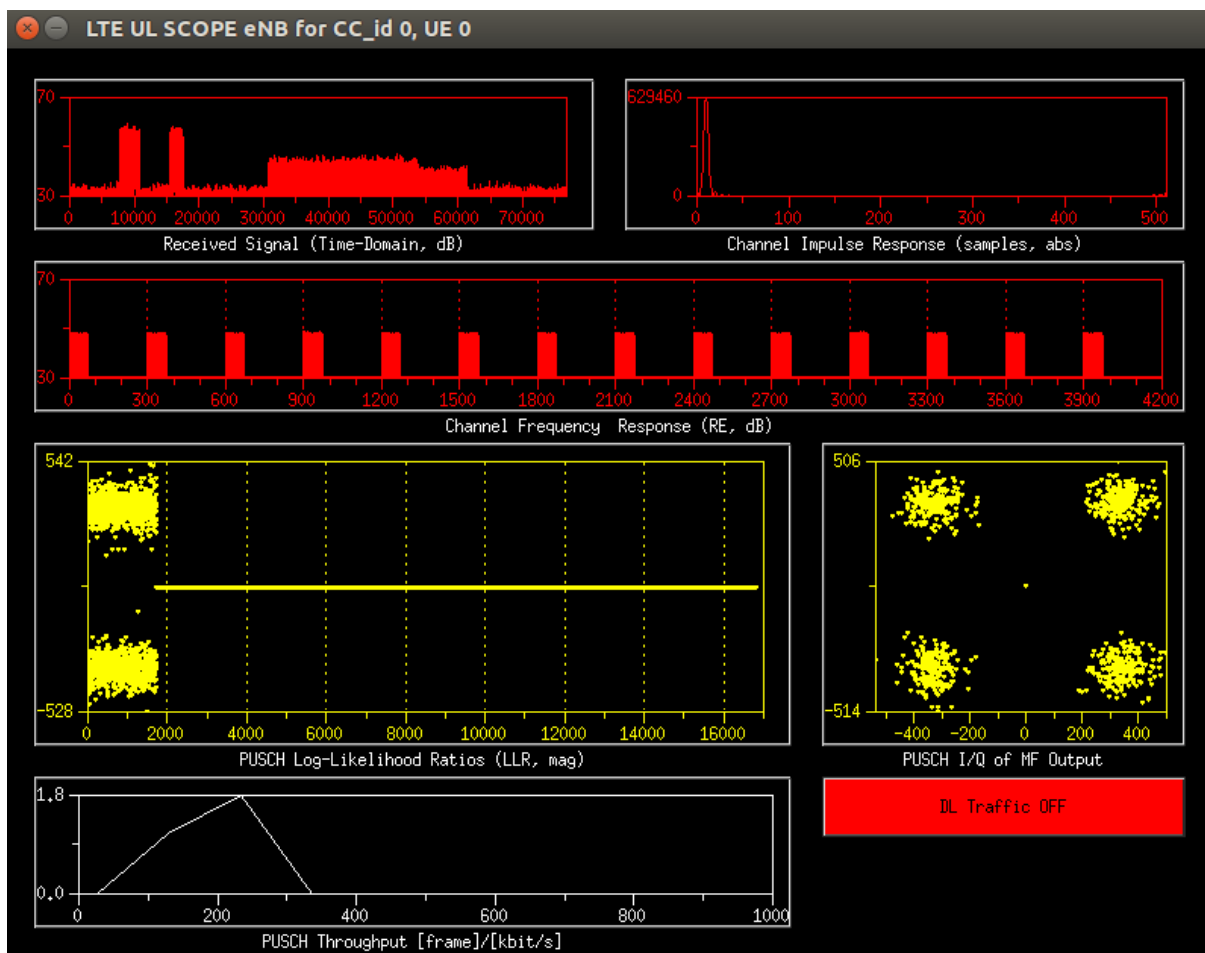 LTE UL SCOPE eNB for CC_id 0, UE 0
70
30
0 10000 20000 30000 40000 50000 60000 70000
Received Signal (Time-Domain, dB)
629460
0
0 100 200 300 400 500
Channel Impulse Response (samples, abs)
70
30
0 300 600 900 1200 1500 1800 2100 2400 2700 3000 3300 3600 3900 4200
Channel Frequency Response (RE, dB)
542
-528
0 2000 4000 6000 8000 10000 12000 14000 16000
PUSCH Log-Likelihood Ratios (LLR, mag)
506
-514
-400 -200 0 200 400
PUSCH I/Q of MF Output
DL Traffic OFF
1.8
0.0
0 200 400 600 800 1000
PUSCH Throughput [frame]/[kbit/s]